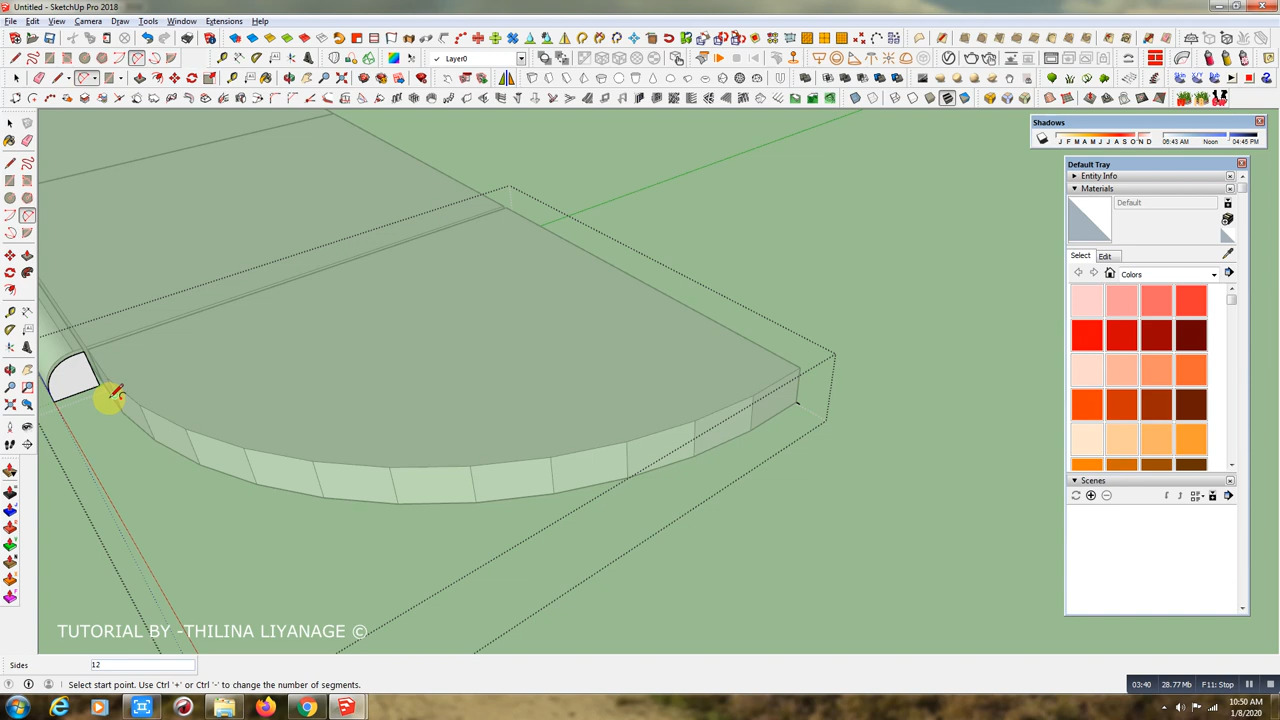 Untitled - SketchUp Pro 2018
File Edit View Camera Draw Tools Window Extensions Help
Layer0
Shadows
J F M A M J J A S O N D 06:43 AM Noon 04:45 PM
Default Tray
Entity Info
Materials
Default
Select Edit
Colors
Scenes
TUTORIAL BY -THILINA LIYANAGE ©
Sides 12
Select start point. Use Ctrl '+' or Ctrl '-' to change the number of segments.
03:40 28.77 Mb F11: Stop
10:50 AM
1/8/2020